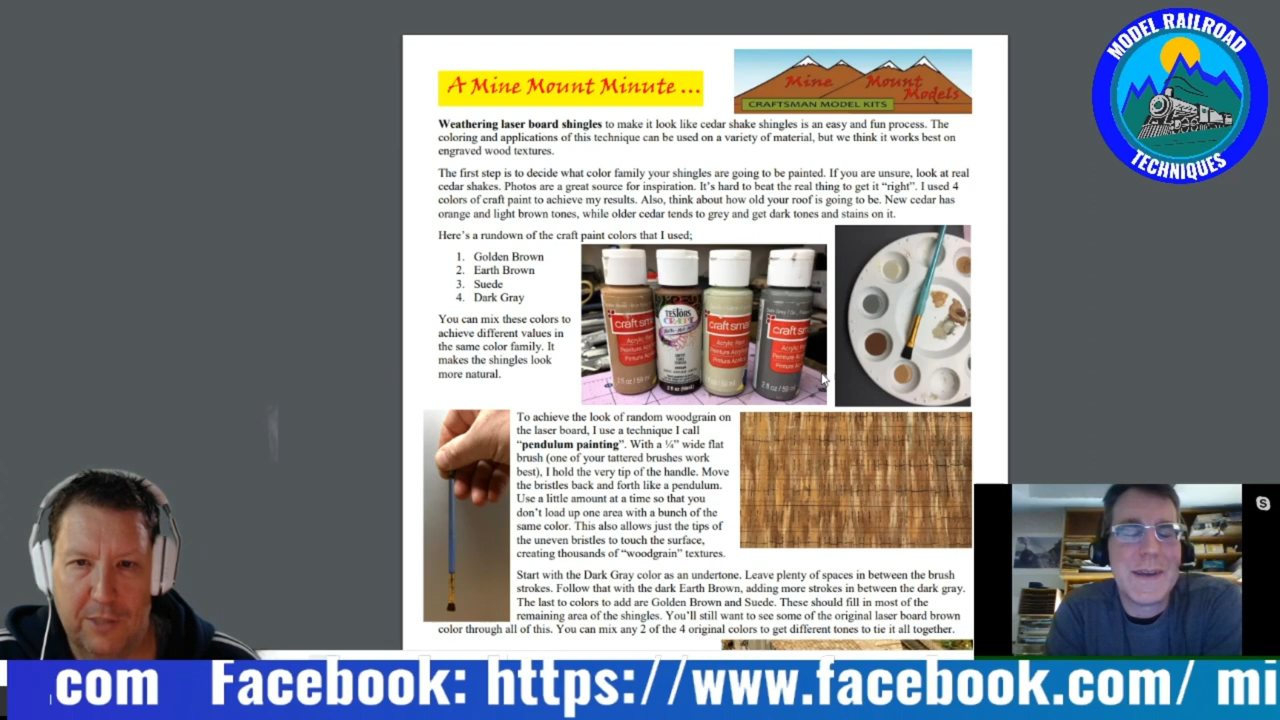 A Mine Mount Minute ...
Mine Mount Models
CRAFTSMAN MODEL KITS
MODEL RAILROAD
TECHNIQUES
Weathering laser board shingles to make it look like cedar shake shingles is an easy and fun process. The
coloring and applications of this technique can be used on a variety of material, but we think it works best on
engraved wood textures.
The first step is to decide what color family your shingles are going to be painted. If you are unsure, look at real
cedar shakes. Photos are a great source for inspiration. It's hard to beat the real thing to get it “right”. I used 4
colors of craft paint to achieve my results. Also, think about how old your roof is going to be. New cedar has
orange and light brown tones, while older cedar tends to grey and get dark tones and stains on it.
Here's a rundown of the craft paint colors that I used;
1. Golden Brown
2. Earth Brown
3. Suede
4. Dark Gray
You can mix these colors to
achieve different values in
the same color family. It
makes the shingles look
more natural.
TESTORS
To achieve the look of random woodgrain on
the laser board, I use a technique I call
“pendulum painting”. With a ¼” wide flat
brush (one of your tattered brushes work
best), I hold the very tip of the handle. Move
the bristles back and forth like a pendulum.
Use a little amount at a time so that you
don't load up one area with a bunch of the
same color. This also allows just the tips of
the uneven bristles to touch the surface,
creating thousands of “woodgrain” textures.
Start with the Dark Gray color as an undertone. Leave plenty of spaces in between the brush
strokes. Follow that with the dark Earth Brown, adding more strokes in between the dark gray.
The last to colors to add are Golden Brown and Suede. These should fill in most of the
remaining area of the shingles. You'll still want to see some of the original laser board brown
color through all of this. You can mix any 2 of the 4 original colors to get different tones to tie it all together.
.com Facebook: https://www.facebook.com/ mi